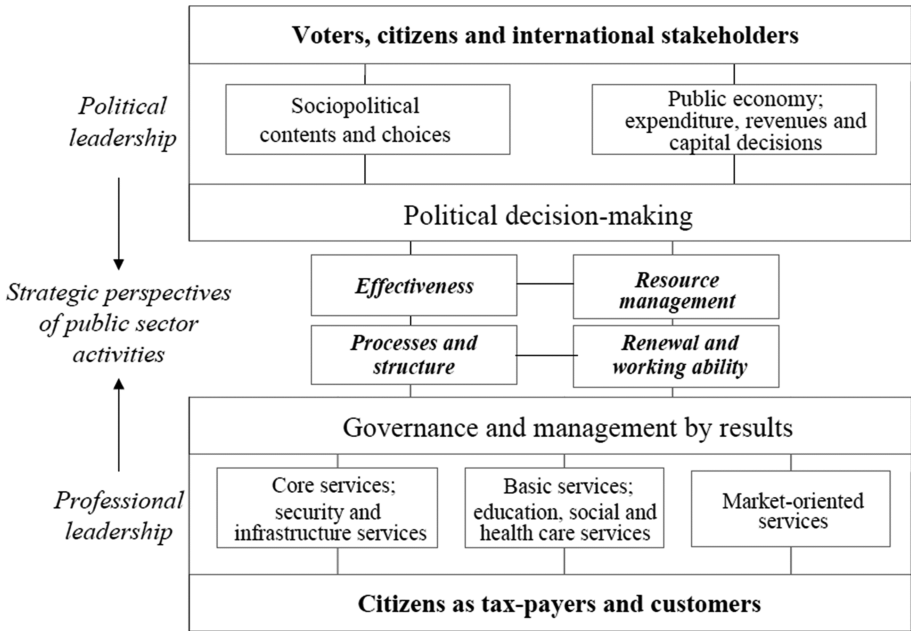 Voters, citizens and international stakeholders
Political
leadership
Sociopolitical
contents and choices
Public economy;
expenditure, revenues and
capital decisions
Political decision-making
Strategic perspectives
of public sector
activities
Effectiveness
Resource
management
Processes and
structure
Renewal and
working ability
Governance and management by results
Professional
leadership
Core services;
security and
infrastructure services
Basic services;
education, social and
health care services
Market-oriented
services
Citizens as tax-payers and customers